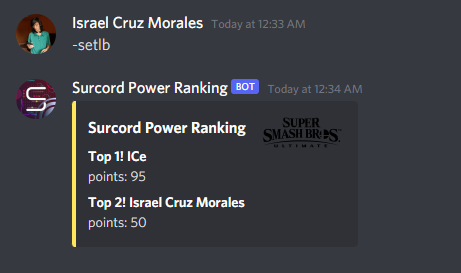 Israel Cruz Morales Today at 12:33 AM
-setlb
Surcord Power Ranking BOT Today at 12:34 AM
Surcord Power Ranking
SUPER
SMASH BROS.
ULTIMATE
Top 1! ICe
points: 95
Top 2! Israel Cruz Morales
points: 50